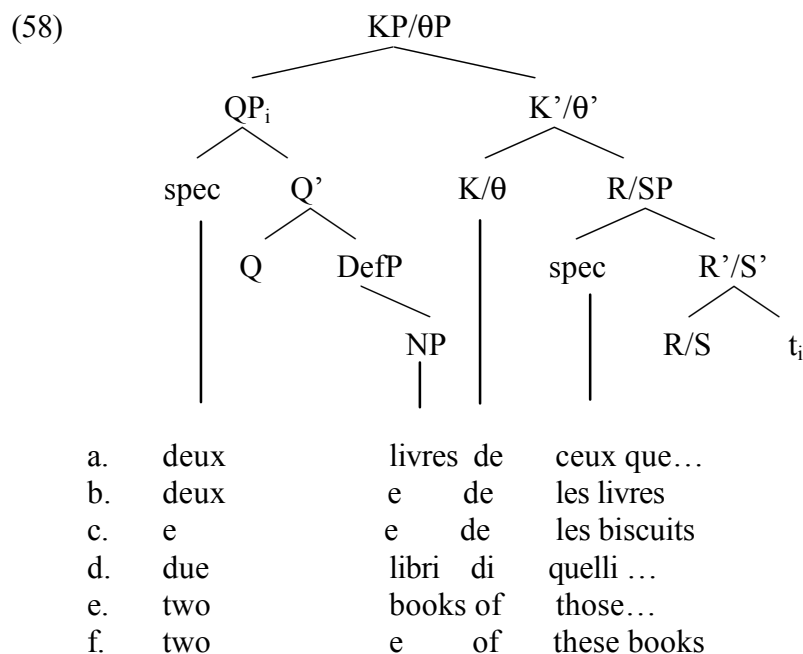 (58) KP/θP
QPi K’/θ’
spec Q’ K/θ R/SP
Q DefP spec R’/S’
NP R/S ti
a. deux livres de ceux que…
b. deux e de les livres
c. e e de les biscuits
d. due libri di quelli …
e. two books of those…
f. two e of these books